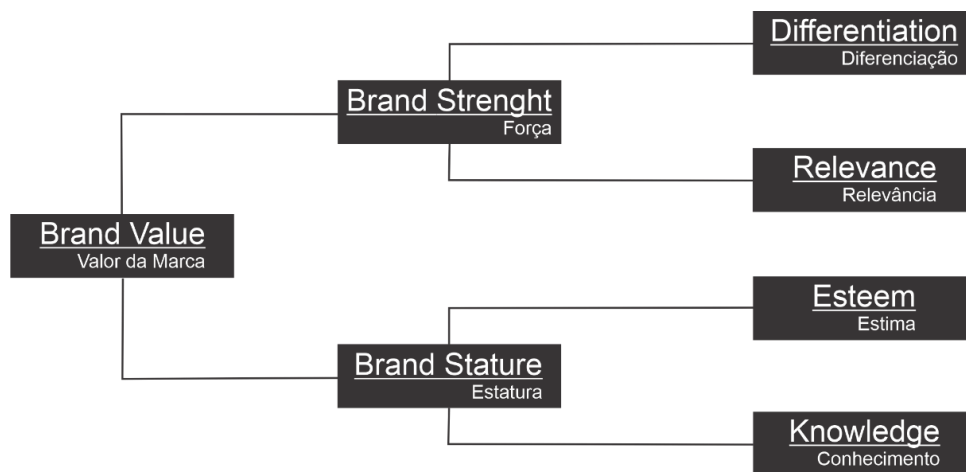 Differentiation
Diferenciação
Brand Strenght
Força
Relevance
Relevância
Brand Value
Valor da Marca
Esteem
Estima
Brand Stature
Estatura
Knowledge
Conhecimento